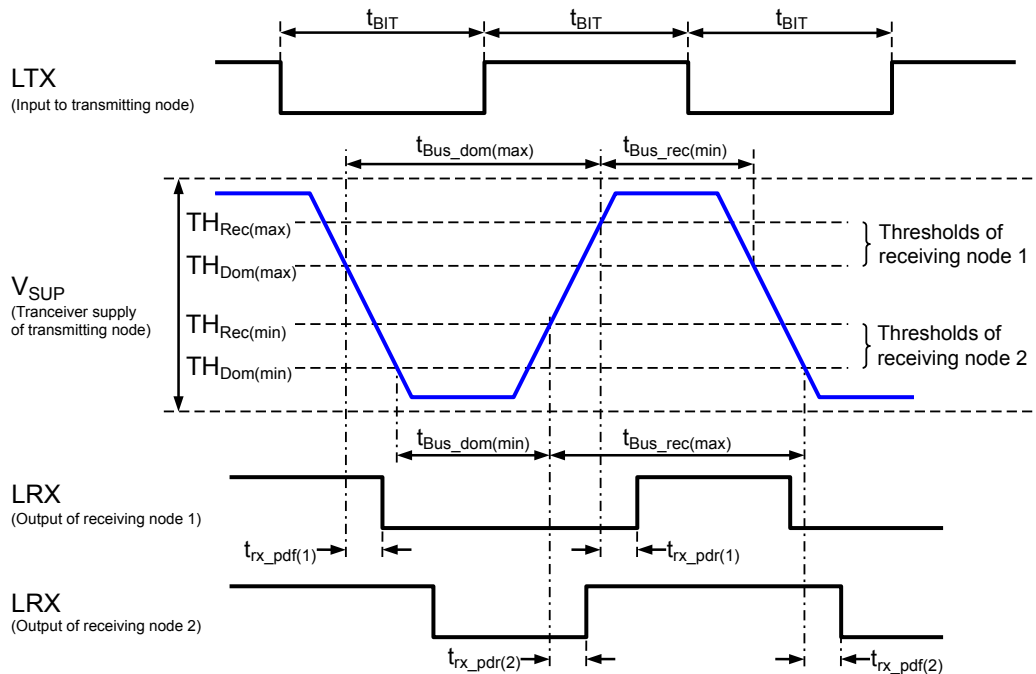 tBIT tBIT tBIT
LTX
(Input to transmitting node)
tBus_dom(max) tBus_rec(min)
THRec(max)
THDom(max)
Thresholds of
receiving node 1
VSUP
(Tranceiver supply
of transmitting node)
THRec(min)
THDom(min)
Thresholds of
receiving node 2
tBus_dom(min) tBus_rec(max)
LRX
(Output of receiving node 1)
trx_pdf(1) trx_pdr(1)
LRX
(Output of receiving node 2)
trx_pdr(2) trx_pdf(2)